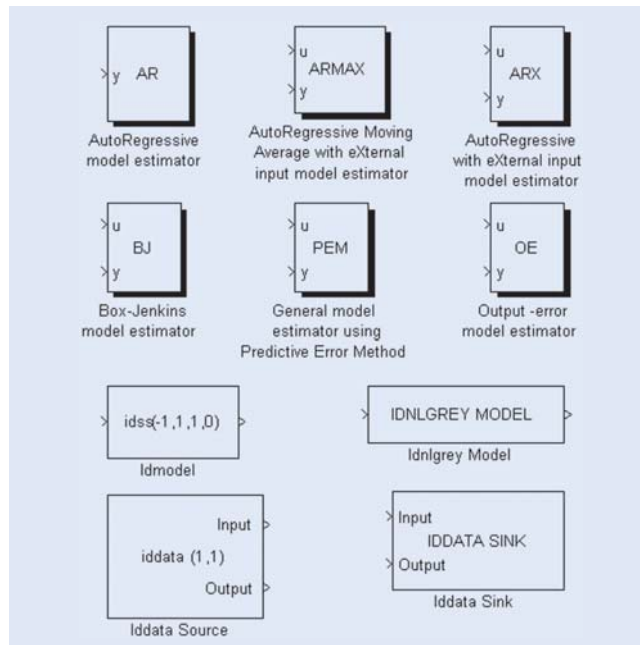 y AR
AutoRegressive
model estimator
u
ARMAX
y
AutoRegressive Moving
Average with eXternal
input model estimator
u
ARX
y
AutoRegressive
with eXternal input
model estimator
u
BJ
y
Box-Jenkins
model estimator
u
PEM
y
General model
estimator using
Predictive Error Method
u
OE
y
Output -error
model estimator
idss(-1,1,1,0)
Idmodel
IDNLGREY MODEL
Idnlgrey Model
Input
iddata (1,1)
Output
Iddata Source
Input
IDDATA SINK
Output
Iddata Sink